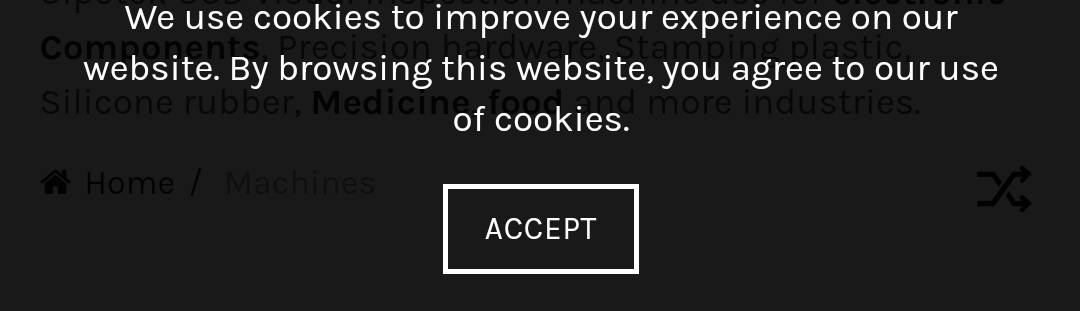 We use cookies to improve your experience on our
Components. Precision hardware. Stamping plastic.
website. By browsing this website, you agree to our use
Silicone rubber, Medicine, food and more industries.
of cookies.
Home / Machines
ACCEPT